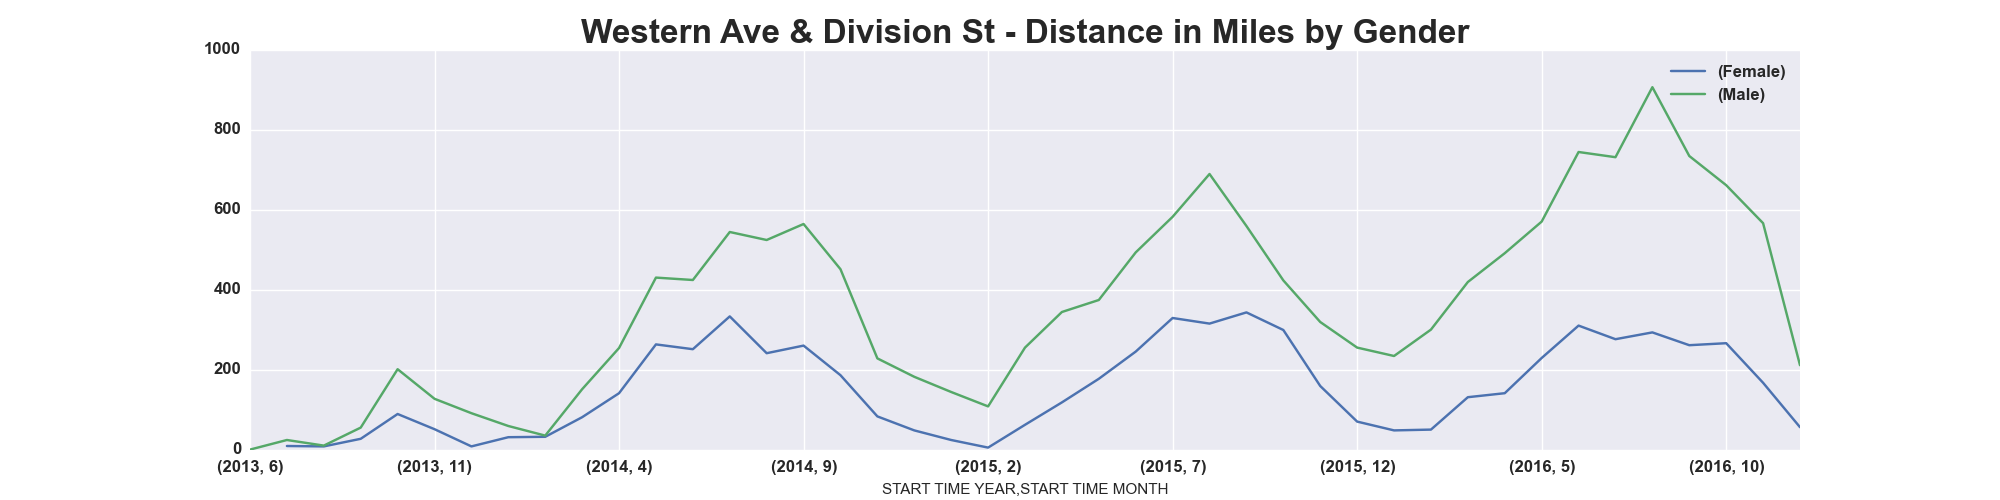 Western Ave & Division St - Distance in Miles by Gender
1000
800
600
400
200
0
(Female)
(Male)
(2013, 6) (2013, 11) (2014, 4) (2014, 9) (2015, 2) (2015, 7) (2015, 12) (2016, 5) (2016, 10)
START TIME YEAR,START TIME MONTH